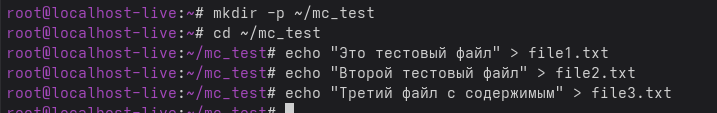 root@localhost-live:~# mkdir -p ~/mc_test
root@localhost-live:~# cd ~/mc_test
root@localhost-live:~/mc_test# echo "Это тестовый файл" > file1.txt
root@localhost-live:~/mc_test# echo "Второй тестовый файл" > file2.txt
root@localhost-live:~/mc_test# echo "Третий файл с содержимым" > file3.txt
root@localhost-live:~/mc_test#